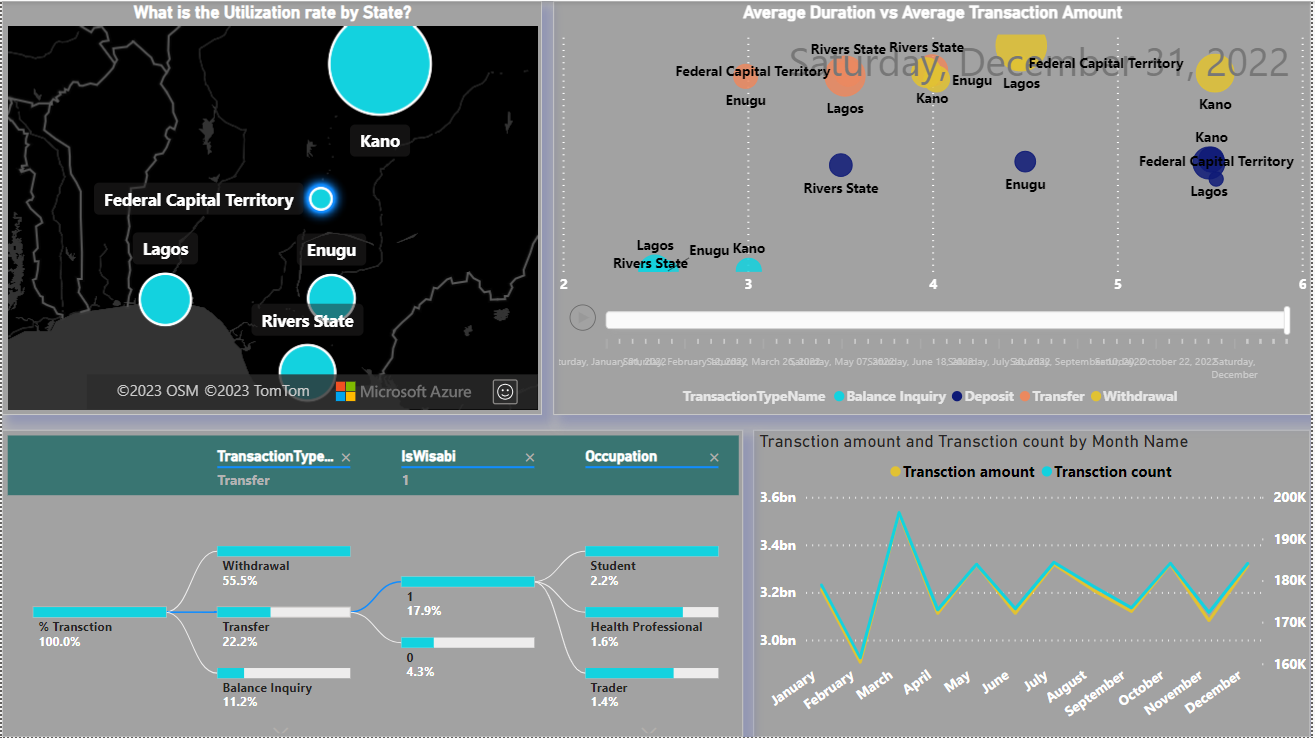 What is the Utilization rate by State?
Kano
Federal Capital Territory
Lagos
Enugu
Rivers State
©2023 OSM ©2023 TomTom
Microsoft Azure
Average Duration vs Average Transaction Amount
Saturday, December 31, 2022
Rivers State
Rivers State
Federal Capital Territory
Federal Capital Territory
Enugu
Lagos
Kano
Enugu
Lagos
Kano
Kano
Federal Capital Territory
Lagos
Rivers State
Enugu
Lagos
Rivers State
Enugu
Kano
2 3 4 5 6
Saturday,
December
TransactionTypeName Balance Inquiry Deposit Transfer Withdrawal
TransactionType... ×
Transfer
IsWisabi ×
1
Occupation ×
% Transction
100.0%
Withdrawal
55.5%
Transfer
22.2%
Balance Inquiry
11.2%
1
17.9%
0
4.3%
Student
2.2%
Health Professional
1.6%
Trader
1.4%
Transction amount and Transction count by Month Name
Transction amount Transction count
3.6bn
3.4bn
3.2bn
3.0bn
200K
190K
180K
170K
160K
January
February
March
April
May
June
July
August
September
October
November
December